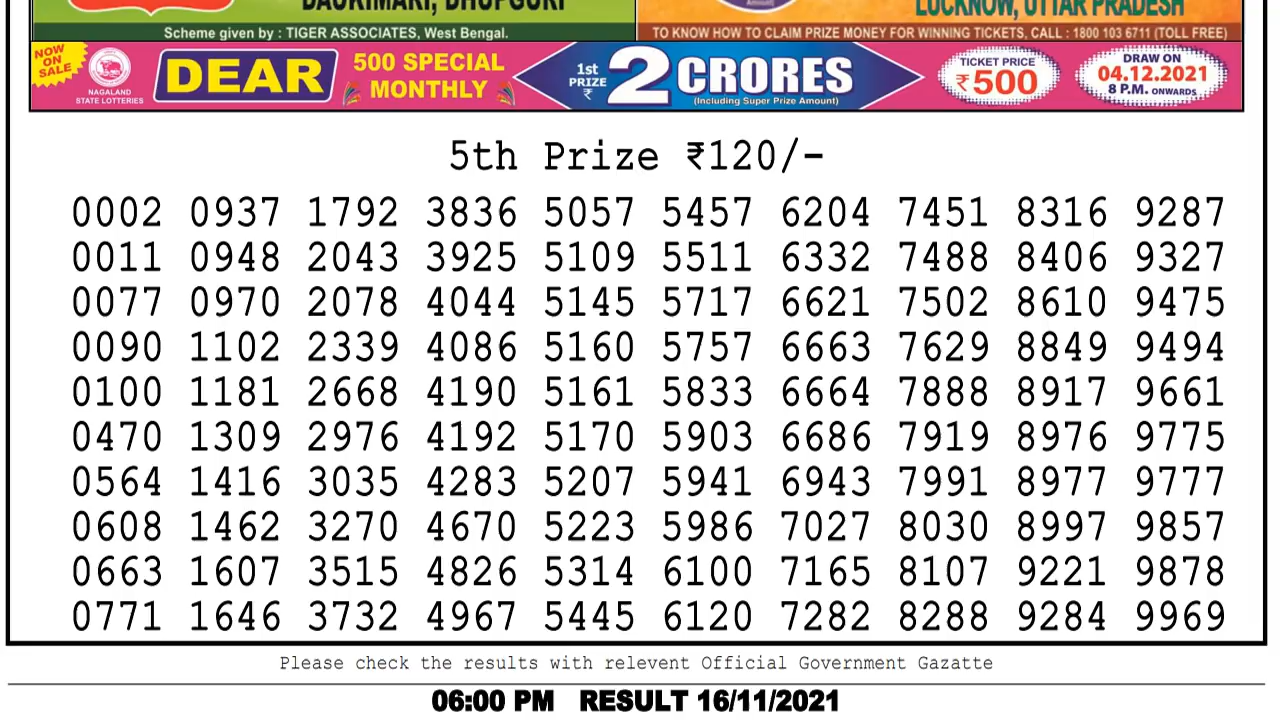 DAUKIMARI, DHUPGURI
LUCKNOW, UTTAR PRADESH
Scheme given by : TIGER ASSOCIATES, West Bengal.
TO KNOW HOW TO CLAIM PRIZE MONEY FOR WINNING TICKETS, CALL : 1800 103 6711 (TOLL FREE)
NOW ON SALE
NAGALAND
STATE LOTTERIES
DEAR
500 SPECIAL
MONTHLY
1st
PRIZE
₹
2 CRORES
(Including Super Prize Amount)
TICKET PRICE
₹500
DRAW ON
04.12.2021
8 P.M. ONWARDS
5th Prize ₹120/-
0002 0937 1792 3836 5057 5457 6204 7451 8316 9287
0011 0948 2043 3925 5109 5511 6332 7488 8406 9327
0077 0970 2078 4044 5145 5717 6621 7502 8610 9475
0090 1102 2339 4086 5160 5757 6663 7629 8849 9494
0100 1181 2668 4190 5161 5833 6664 7888 8917 9661
0470 1309 2976 4192 5170 5903 6686 7919 8976 9775
0564 1416 3035 4283 5207 5941 6943 7991 8977 9777
0608 1462 3270 4670 5223 5986 7027 8030 8997 9857
0663 1607 3515 4826 5314 6100 7165 8107 9221 9878
0771 1646 3732 4967 5445 6120 7282 8288 9284 9969
Please check the results with relevent Official Government Gazatte
06:00 PM RESULT 16/11/2021